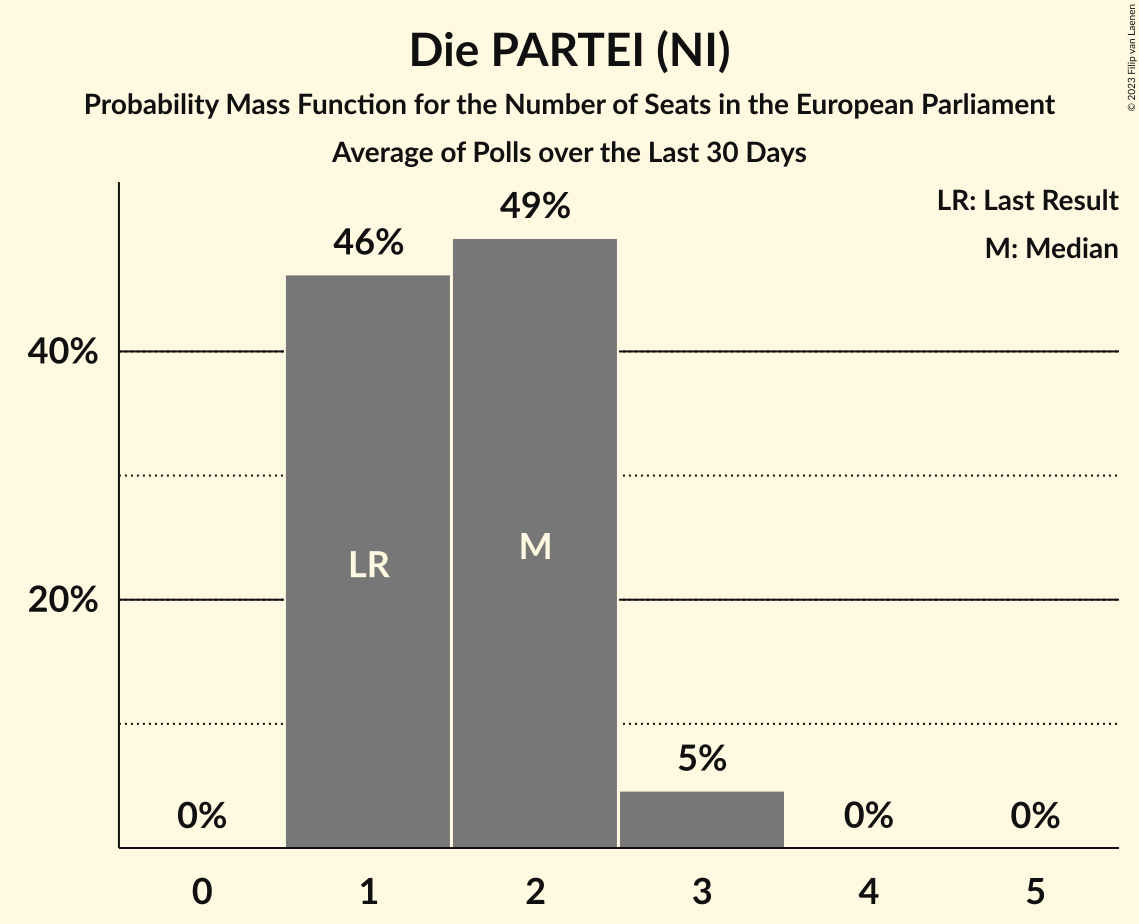 Die PARTEI (NI)
Probability Mass Function for the Number of Seats in the European Parliament
Average of Polls over the Last 30 Days
© 2023 Filip van Laenen
LR: Last Result
M: Median
49%
46%
40%
20%
LR
M
5%
0%
0%
0%
0 1 2 3 4 5